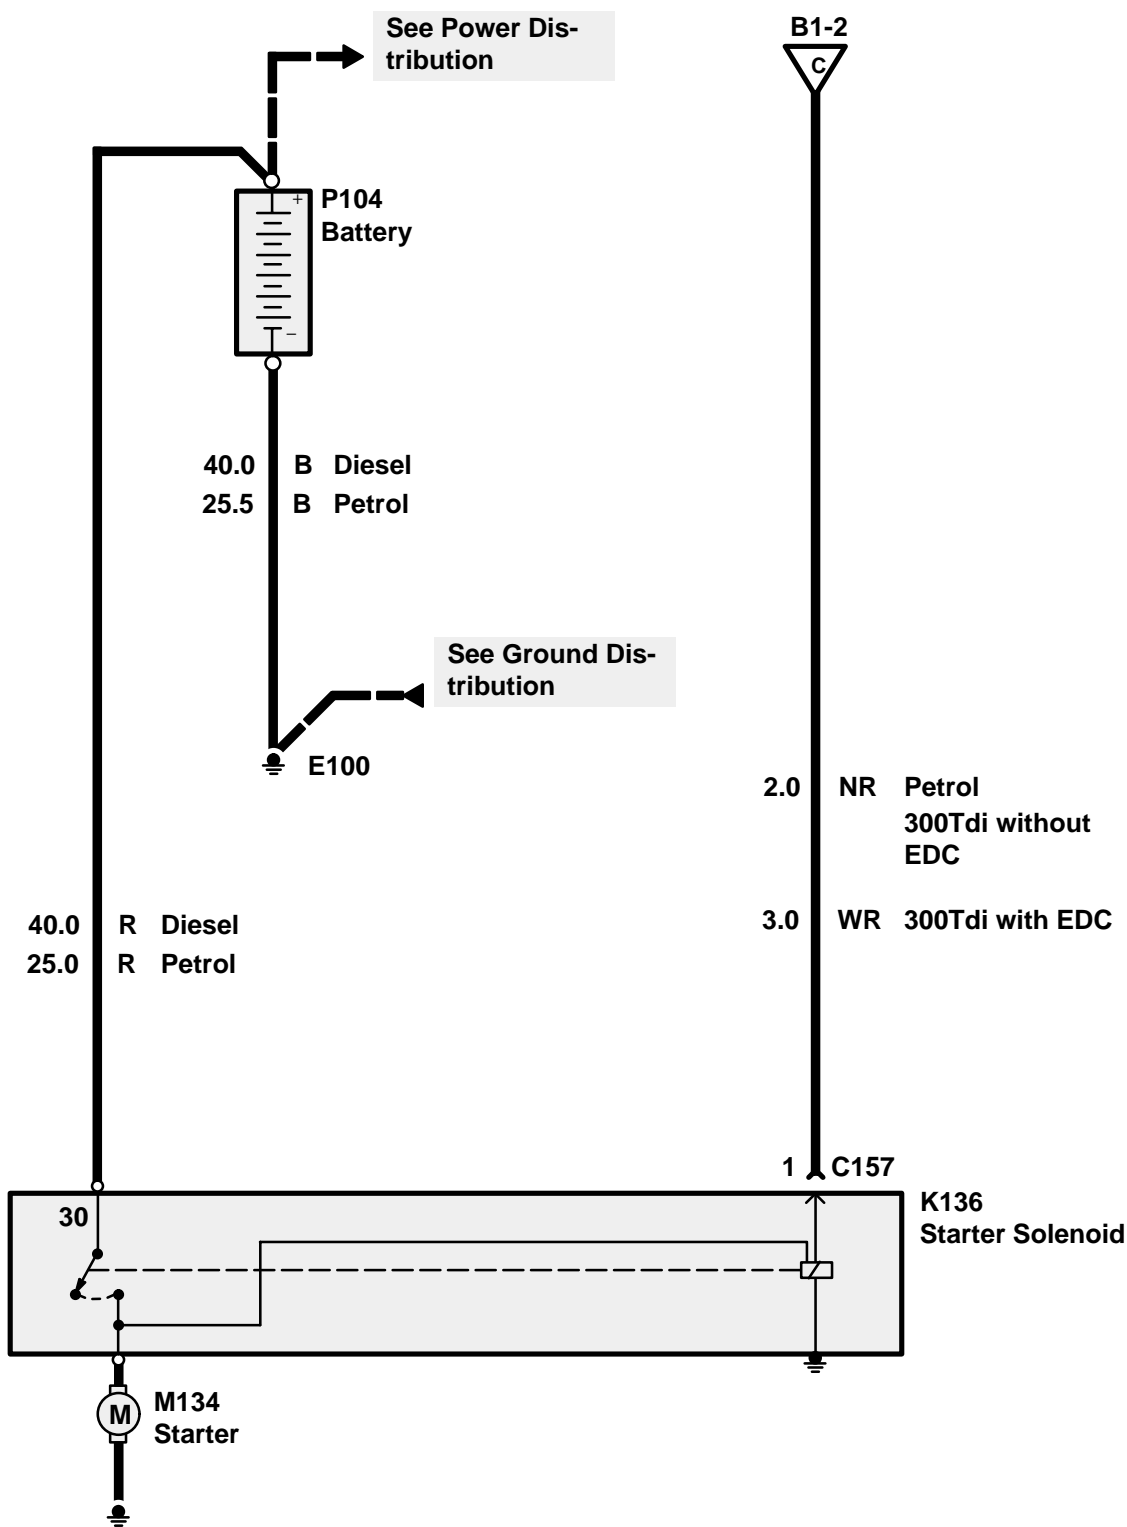 See Power Dis-
tribution
B1-2
C
+
P104
Battery
–
40.0 B Diesel
25.5 B Petrol
See Ground Dis-
tribution
E100
2.0 NR Petrol
300Tdi without
EDC
40.0 R Diesel
25.0 R Petrol
3.0 WR 300Tdi with EDC
1 C157
30
K136
Starter Solenoid
M
M134
Starter